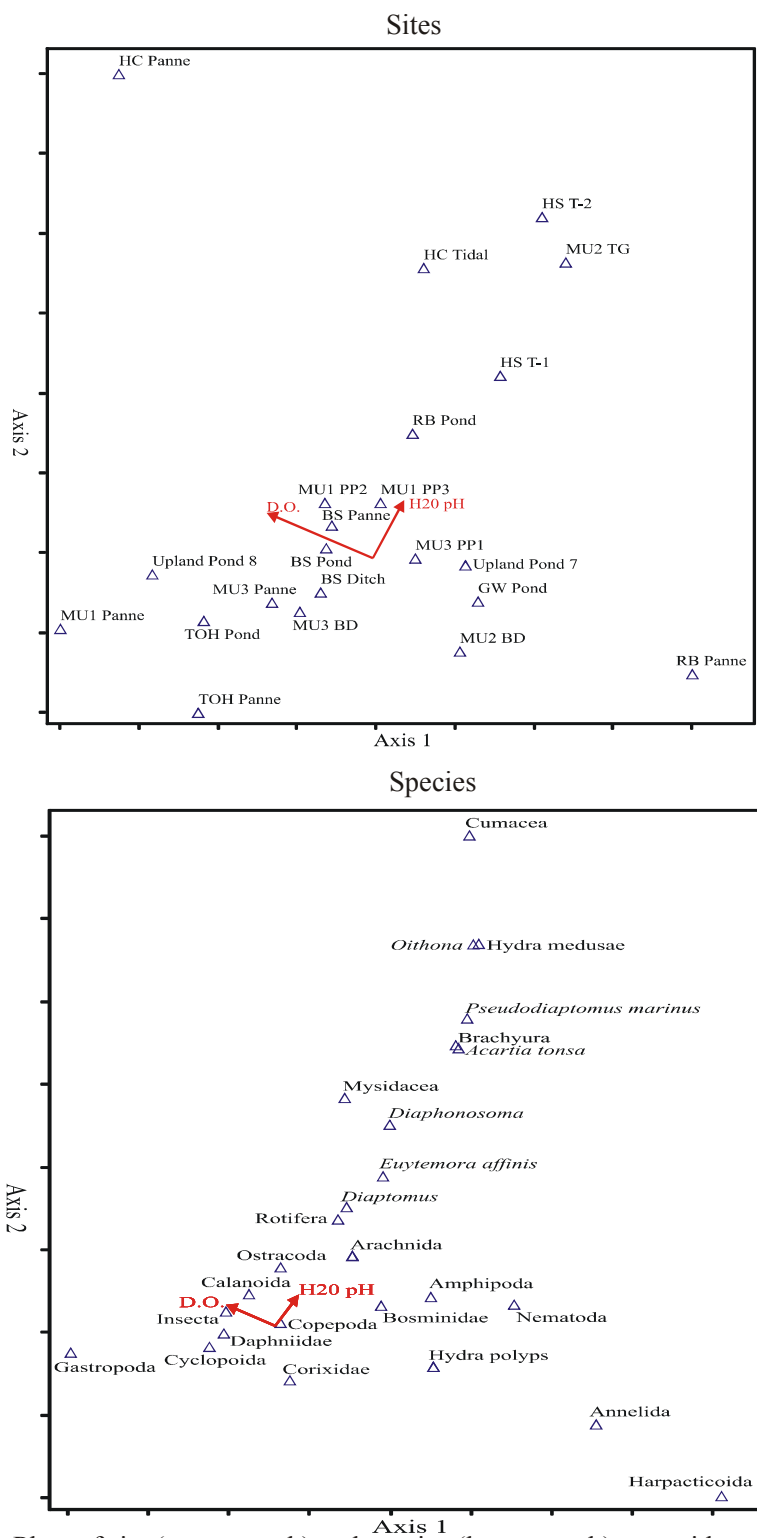 Sites
HC Panne
HS T-2
HC Tidal
MU2 TG
HS T-1
RB Pond
Axis 2
MU1 PP2
MU1 PP3
D.O.
H20 pH
BS Panne
MU3 PP1
BS Pond
Upland Pond 8
Upland Pond 7
BS Ditch
MU3 Panne
GW Pond
MU1 Panne
TOH Pond
MU3 BD
MU2 BD
RB Panne
TOH Panne
Axis 1
Species
Cumacea
Oithona
Hydra medusae
Pseudodiaptomus marinus
Brachyura
Acartia tonsa
Mysidacea
Diaphonosoma
Euytemora affinis
Axis 2
Diaptomus
Rotifera
Arachnida
Ostracoda
Calanoida
H20 pH
Amphipoda
D.O.
Insecta
Copepoda
Bosminidae
Nematoda
Daphniidae
Cyclopoida
Hydra polyps
Gastropoda
Corixidae
Annelida
Harpacticoida
Axis 1